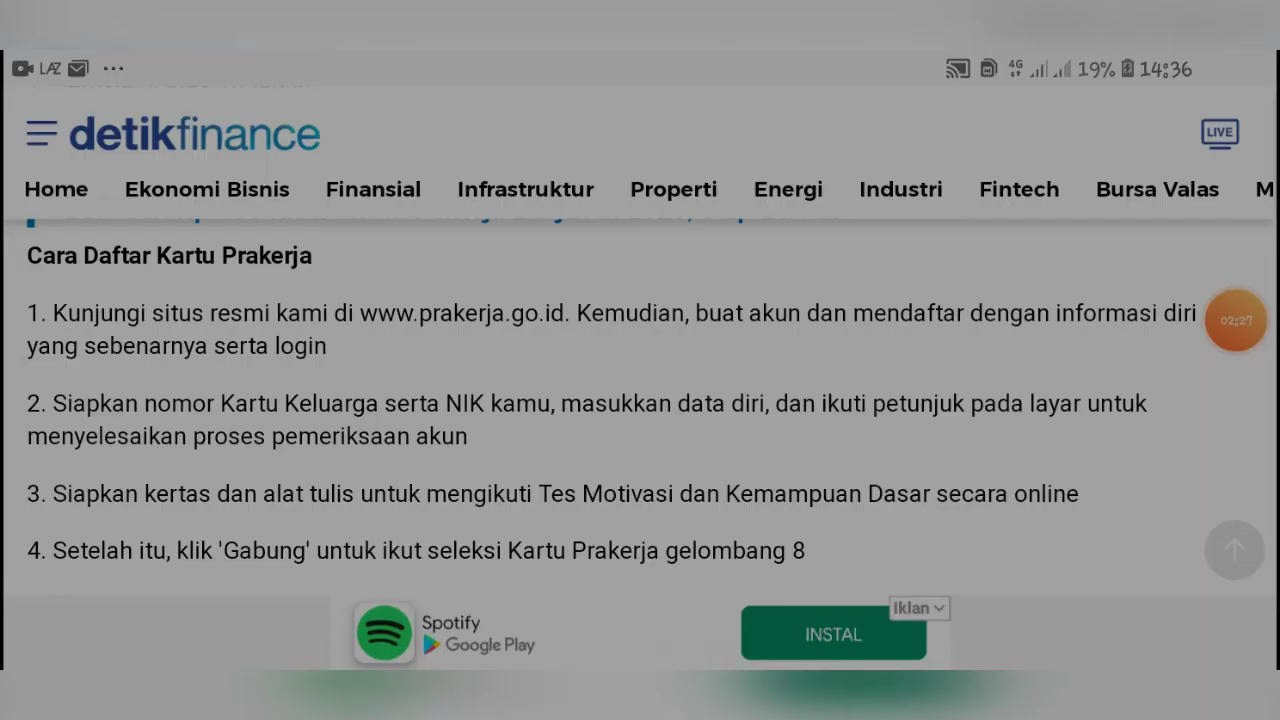 LAZ ... 4G 19% 14:36
detikfinance LIVE
Home Ekonomi Bisnis Finansial Infrastruktur Properti Energi Industri Fintech Bursa Valas M
Cara Daftar Kartu Prakerja
1. Kunjungi situs resmi kami di www.prakerja.go.id. Kemudian, buat akun dan mendaftar dengan informasi diri
yang sebenarnya serta login
02:27
2. Siapkan nomor Kartu Keluarga serta NIK kamu, masukkan data diri, dan ikuti petunjuk pada layar untuk
menyelesaikan proses pemeriksaan akun
3. Siapkan kertas dan alat tulis untuk mengikuti Tes Motivasi dan Kemampuan Dasar secara online
4. Setelah itu, klik 'Gabung' untuk ikut seleksi Kartu Prakerja gelombang 8
Iklan
Spotify
Google Play
INSTAL